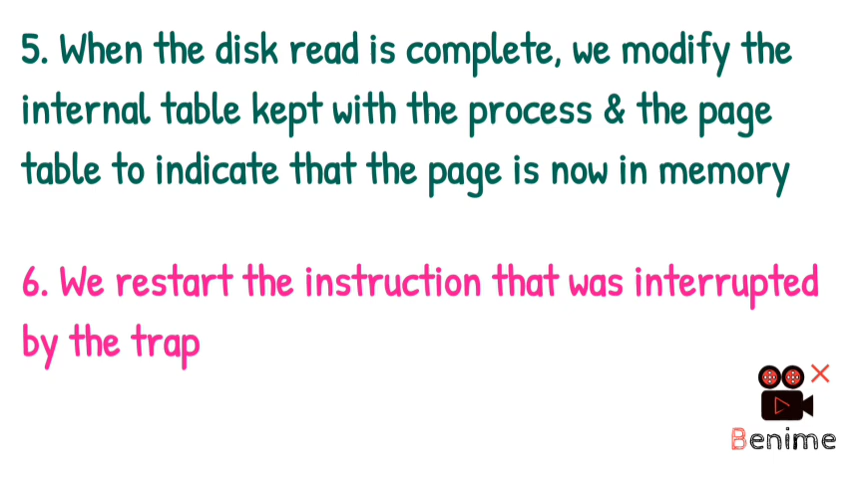 5. When the disk read is complete, we modify the
internal table kept with the process & the page
table to indicate that the page is now in memory
6. We restart the instruction that was interrupted
by the trap
Benime